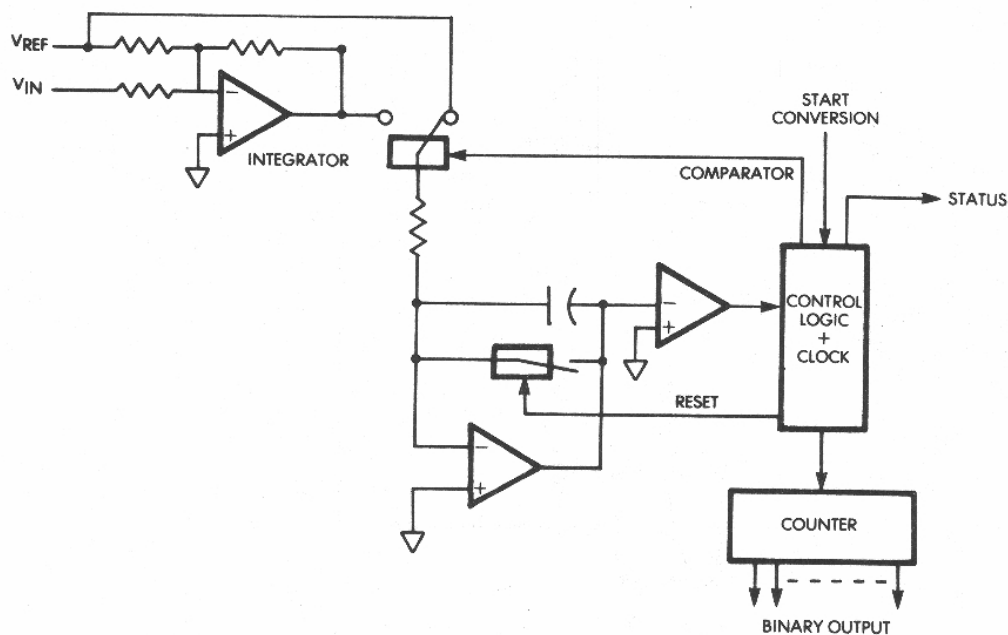 VREF
VIN
−
+
INTEGRATOR
START
CONVERSION
COMPARATOR
STATUS
−
+
CONTROL
LOGIC
+
CLOCK
RESET
−
+
COUNTER
BINARY OUTPUT